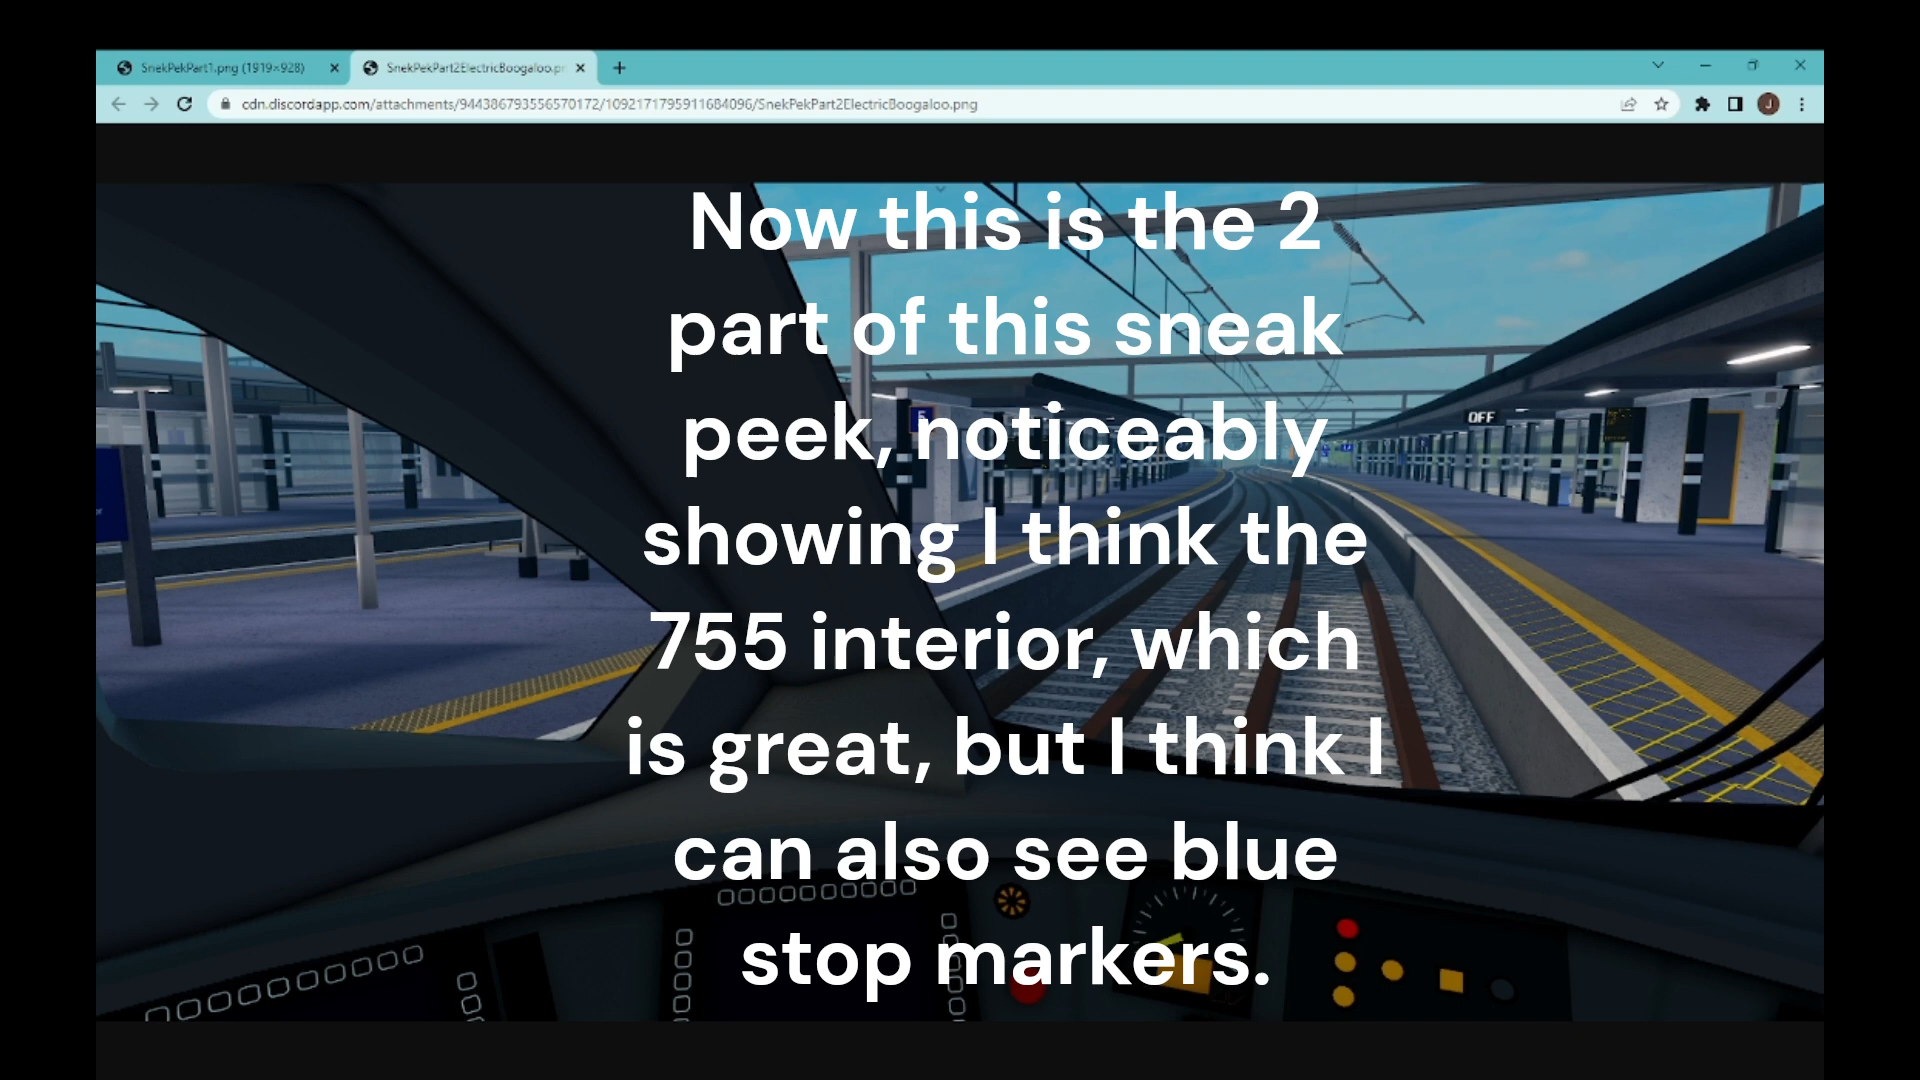 SnekPekPart1.png (1919×928)
SnekPekPart2ElectricBoogaloo.pr
cdn.discordapp.com/attachments/944386793556570172/1092171795911684096/SnekPekPart2ElectricBoogaloo.png
J
Now this is the 2
part of this sneak
peek, noticeably
showing I think the
755 interior, which
is great, but I think I
can also see blue
stop markers.
OFF